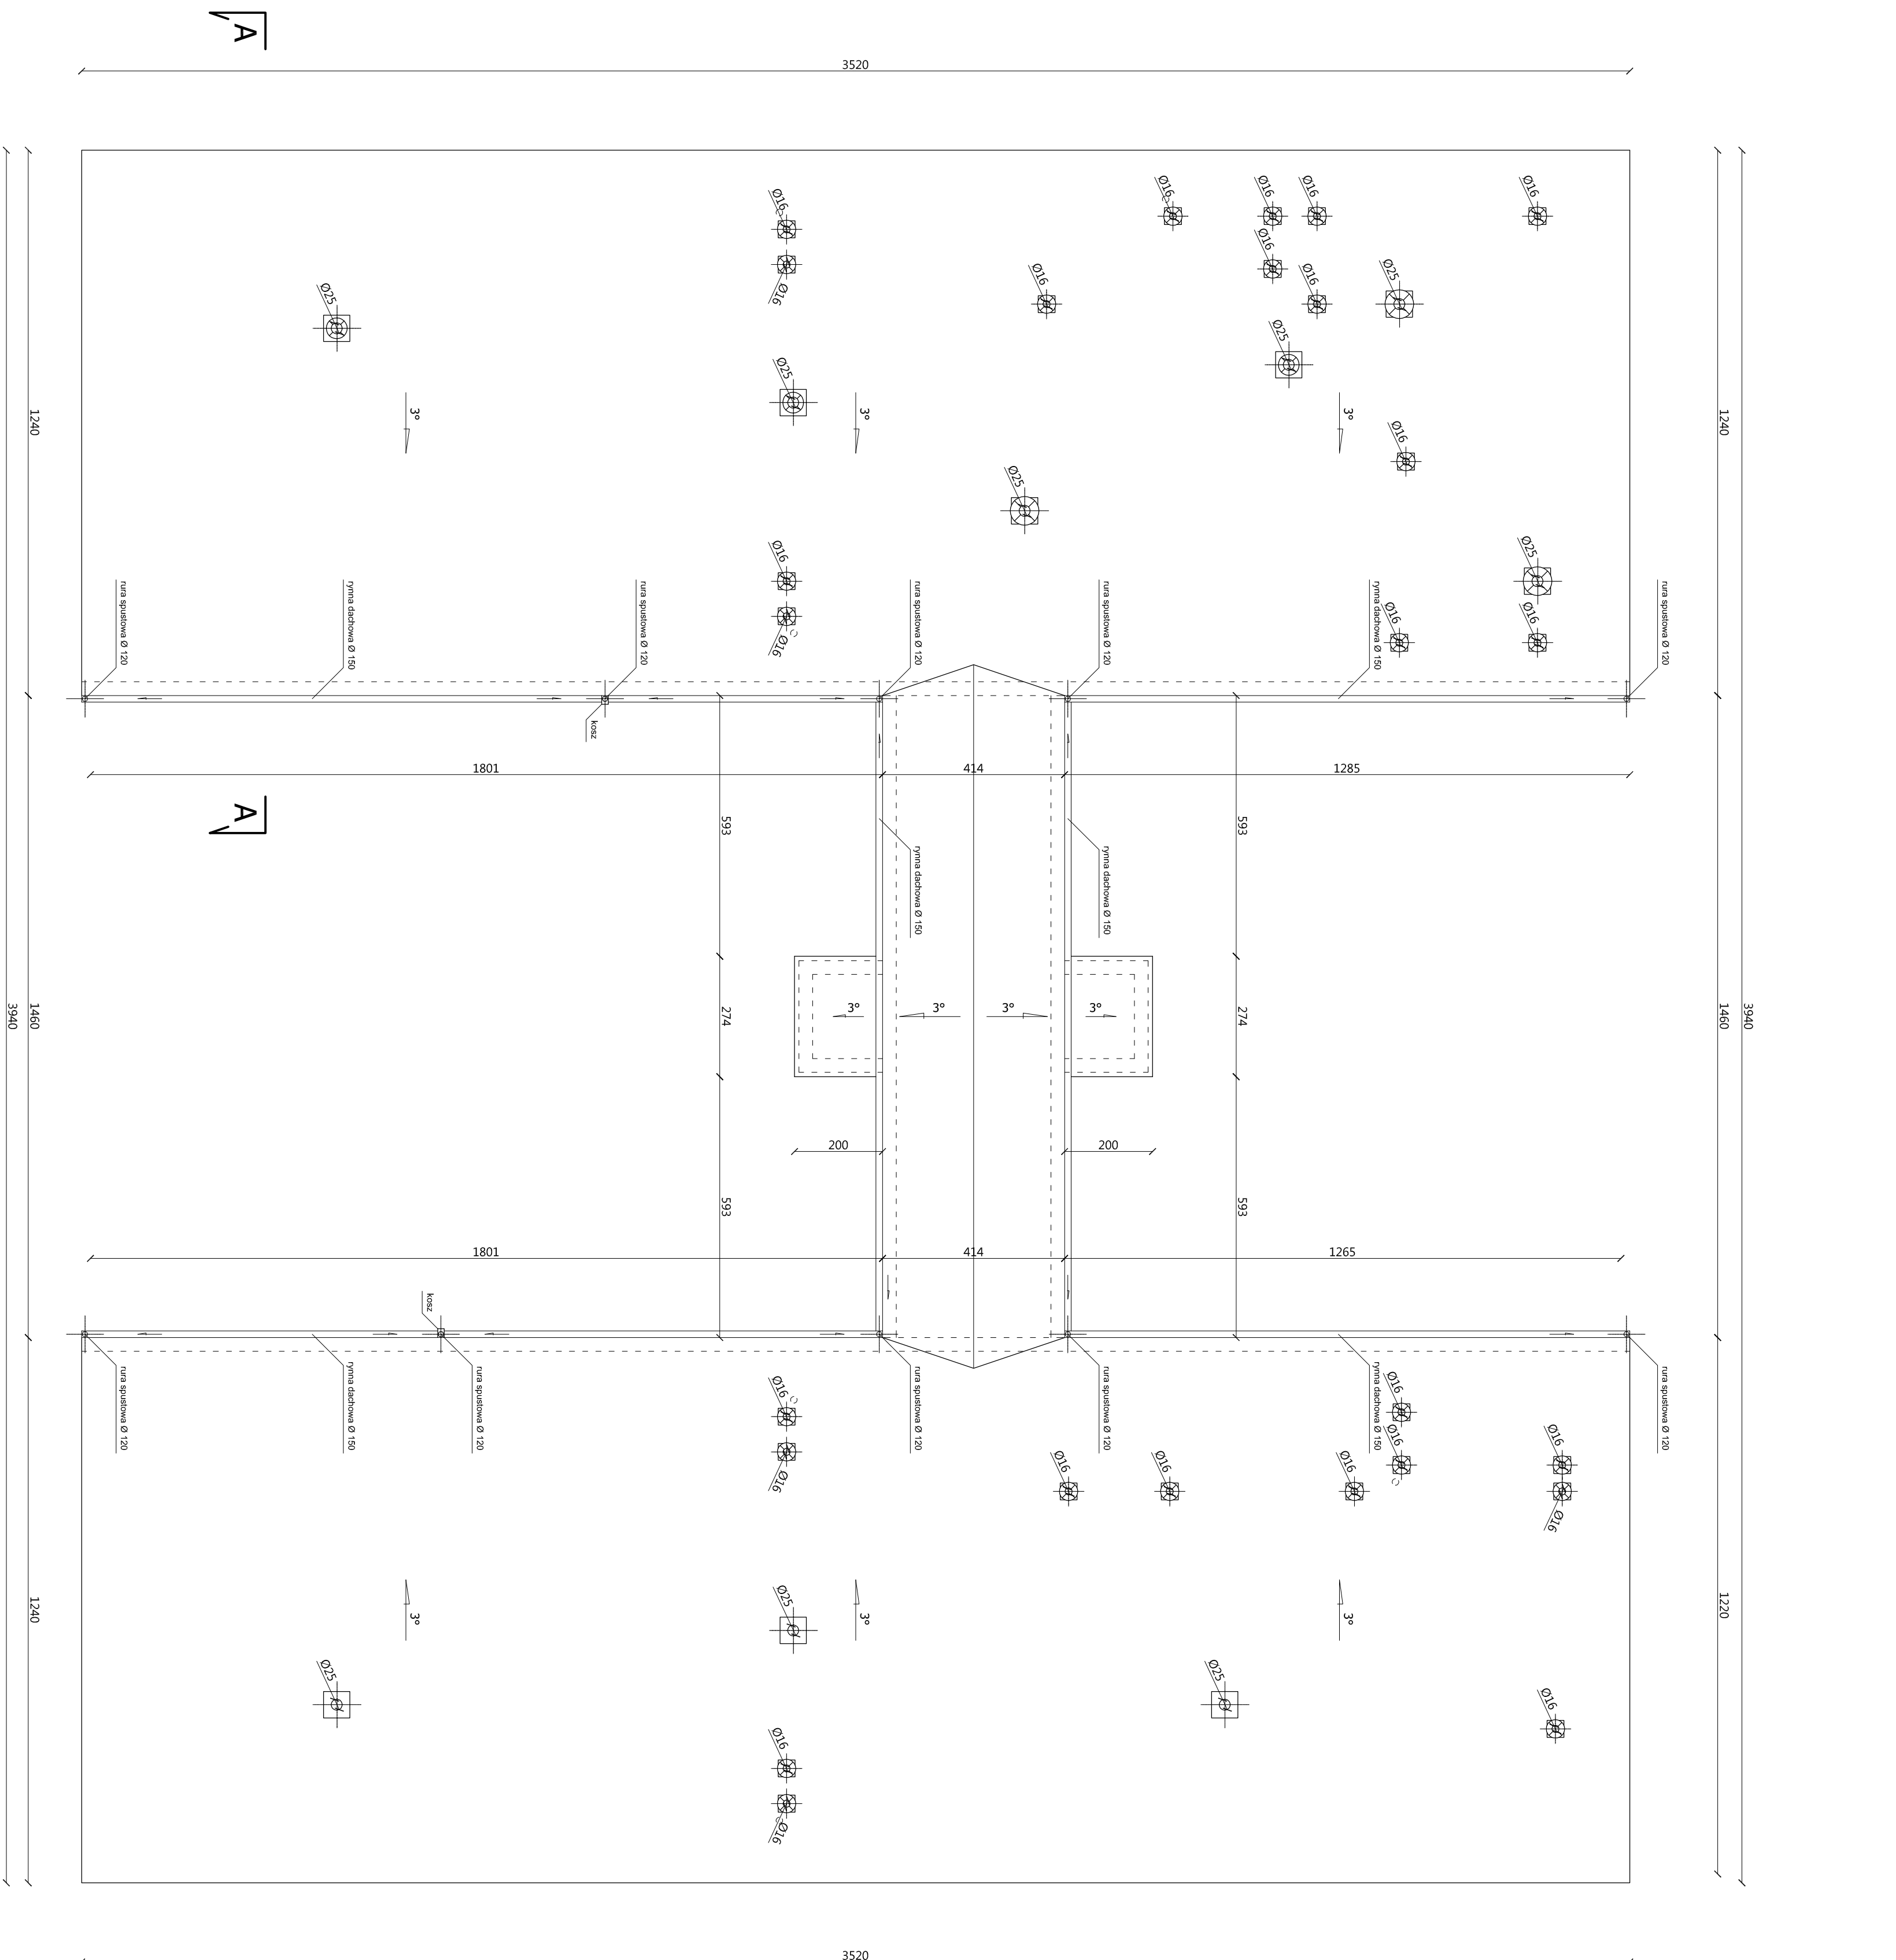 A
3520
Ø16
Ø16
Ø16
Ø16
Ø16
Ø16
Ø16
Ø16
Ø16
Ø25
Ø25
Ø25
Ø25
3°
3°
3°
1240
1240
Ø16
Ø25
Ø25
Ø16
Ø16
Ø16
Ø16
rura spustowa Ø 120
rynna dachowa Ø 150
rura spustowa Ø 120
rura spustowa Ø 120
rura spustowa Ø 120
rynna dachowa Ø 150
rura spustowa Ø 120
kosz
1801
414
1285
A
593
593
rynna dachowa Ø 150
rynna dachowa Ø 150
3940
1460
274
3°
3°
3°
3°
274
1460
3940
200
200
593
593
1801
414
1265
kosz
rura spustowa Ø 120
rynna dachowa Ø 150
rura spustowa Ø 120
rura spustowa Ø 120
rura spustowa Ø 120
rynna dachowa Ø 150
rura spustowa Ø 120
Ø16
Ø16
Ø16
Ø16
Ø16
Ø16
Ø16
Ø16
Ø16
Ø16
1240
3°
Ø25
3°
3°
1220
Ø25
Ø25
Ø16
Ø16
Ø16
3520